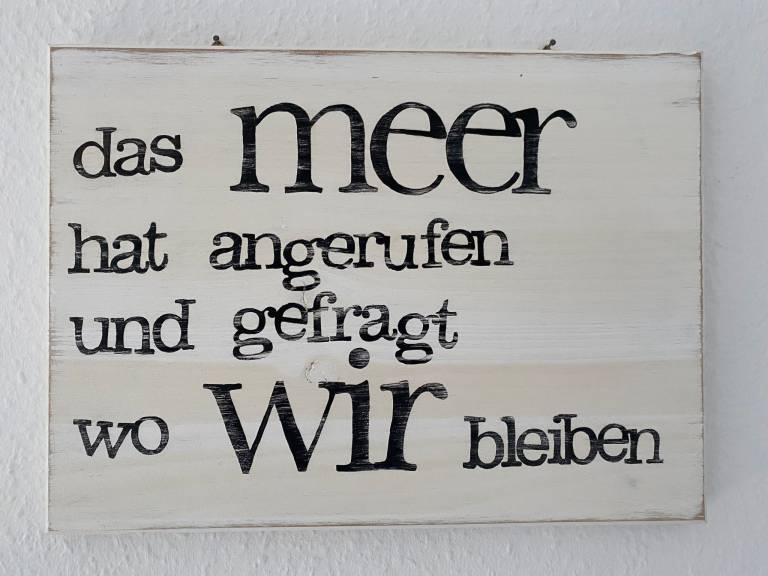 das meer
hat angerufen
und gefragt
wo wir bleiben